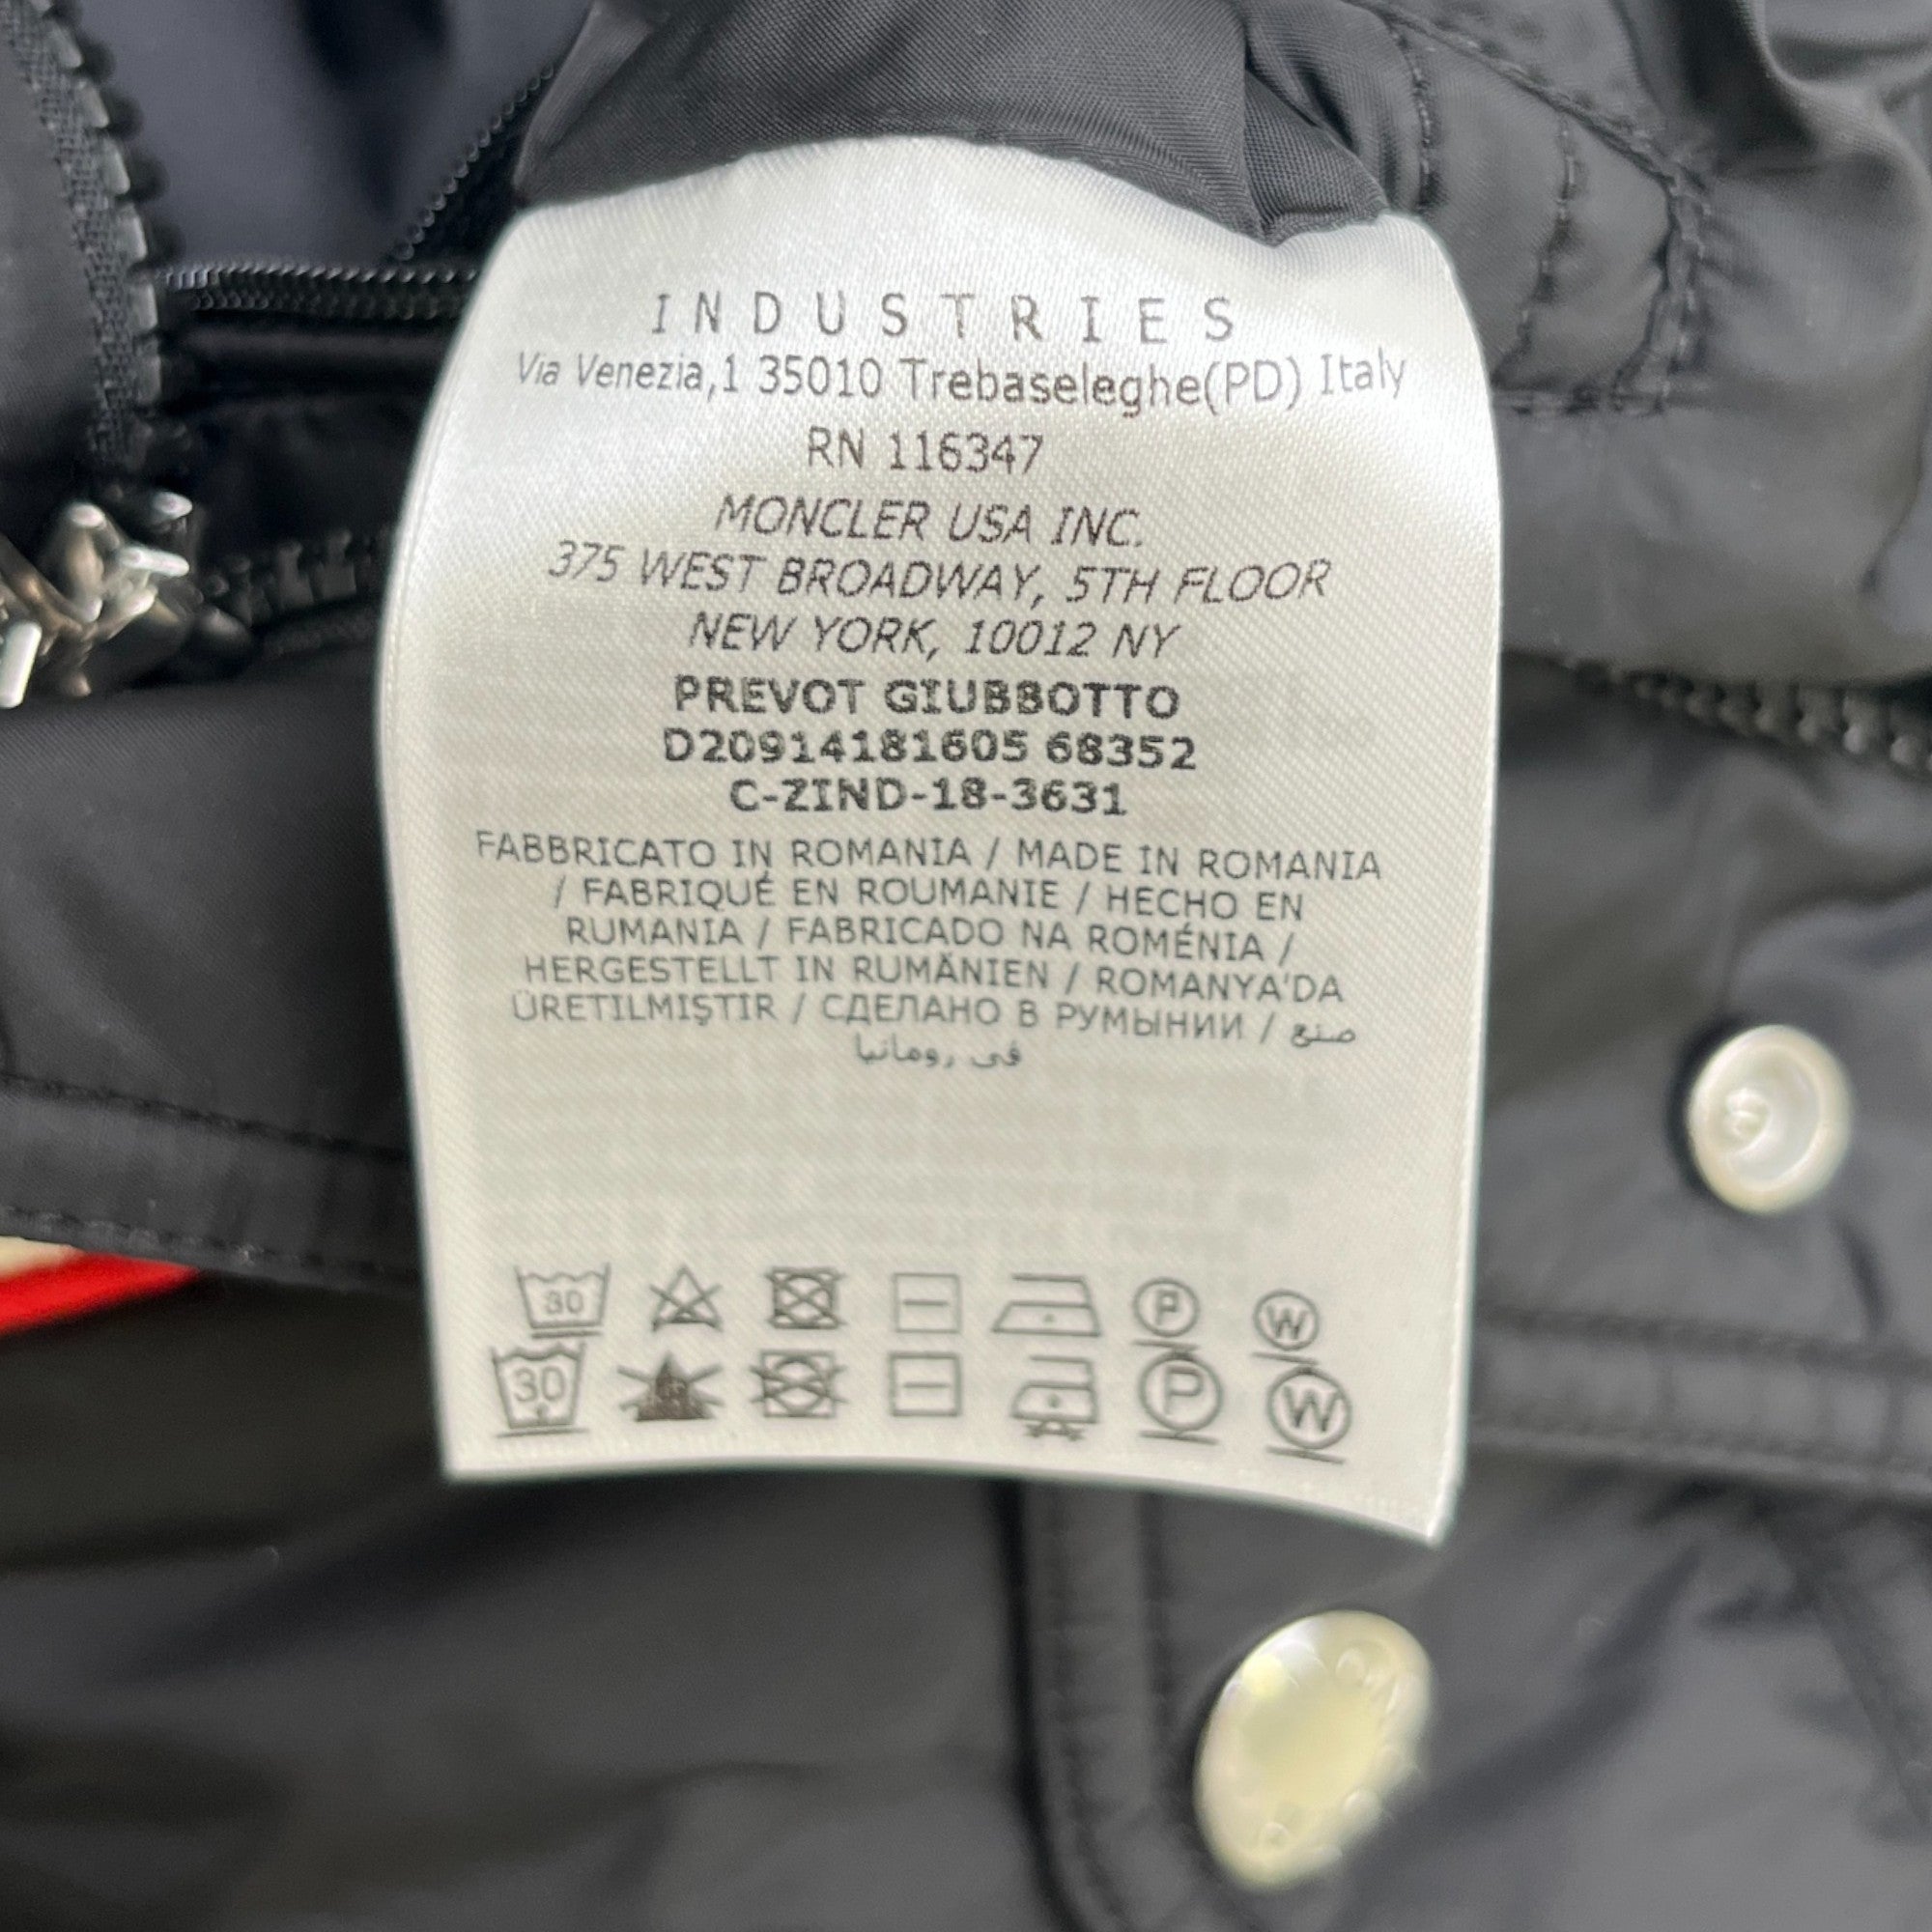 INDUSTRIES
Via Venezia,1 35010 Trebaseleghe(PD) Italy
RN 116347
MONCLER USA INC.
375 WEST BROADWAY, 5TH FLOOR
NEW YORK, 10012 NY
PREVOT GIUBBOTTO
D20914181605 68352
C-ZIND-18-3631
FABBRICATO IN ROMANIA / MADE IN ROMANIA
/ FABRIQUÉ EN ROUMANIE / HECHO EN
RUMANIA / FABRICADO NA ROMÉNIA /
HERGESTELLT IN RUMÄNIEN / ROMANYA'DA
ÜRETILMIŞTIR / СДЕЛАНО В РУМЫНИИ / صنع
في رومانيا
30 P W
30 P W